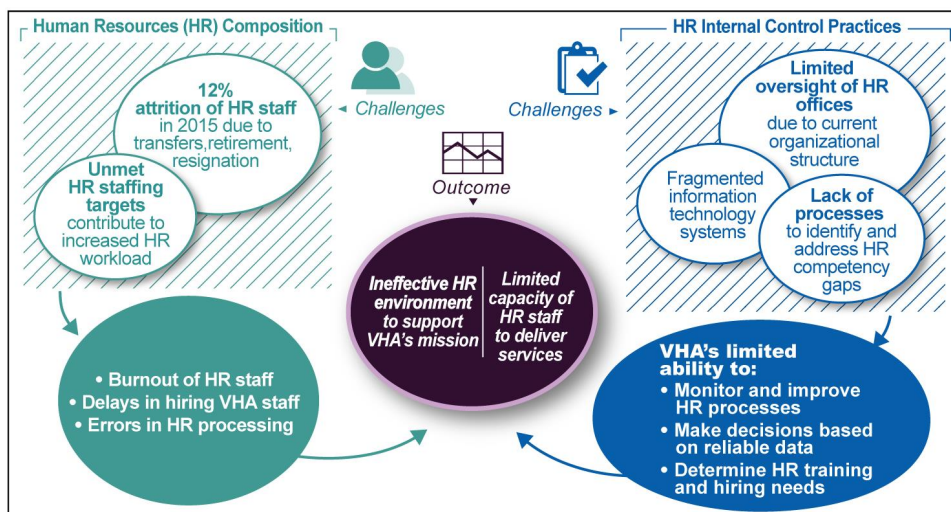 Human Resources (HR) Composition
12%
attrition of HR staff
in 2015 due to
transfers,retirement,
resignation
Unmet
HR staffing
targets
contribute to
increased HR
workload
Challenges
Challenges
HR Internal Control Practices
Limited
oversight of HR
offices
due to current
organizational
structure
Fragmented
information
technology
systems
Lack of
processes
to identify and
address HR
competency
gaps
Outcome
Ineffective HR
environment
to support
VHA's mission
Limited
capacity of
HR staff
to deliver
services
• Burnout of HR staff
• Delays in hiring VHA staff
• Errors in HR processing
VHA's limited
ability to:
• Monitor and improve
HR processes
• Make decisions based
on reliable data
• Determine HR training
and hiring needs